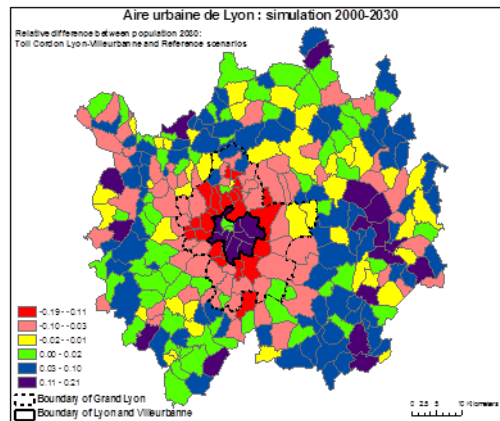 Aire urbaine de Lyon : simulation 2000-2030
Relative difference between population 2030:
Toll Cordon Lyon-Villeurbanne and Reference scenarios
-0.19 - -0.11
-0.10 - -0.03
-0.02 - -0.01
0.00 - 0.02
0.03 - 0.10
0.11 - 0.21
Boundary of Grand Lyon
Boundary of Lyon and Villeurbanne
0 2.5 5 10 Kilometers